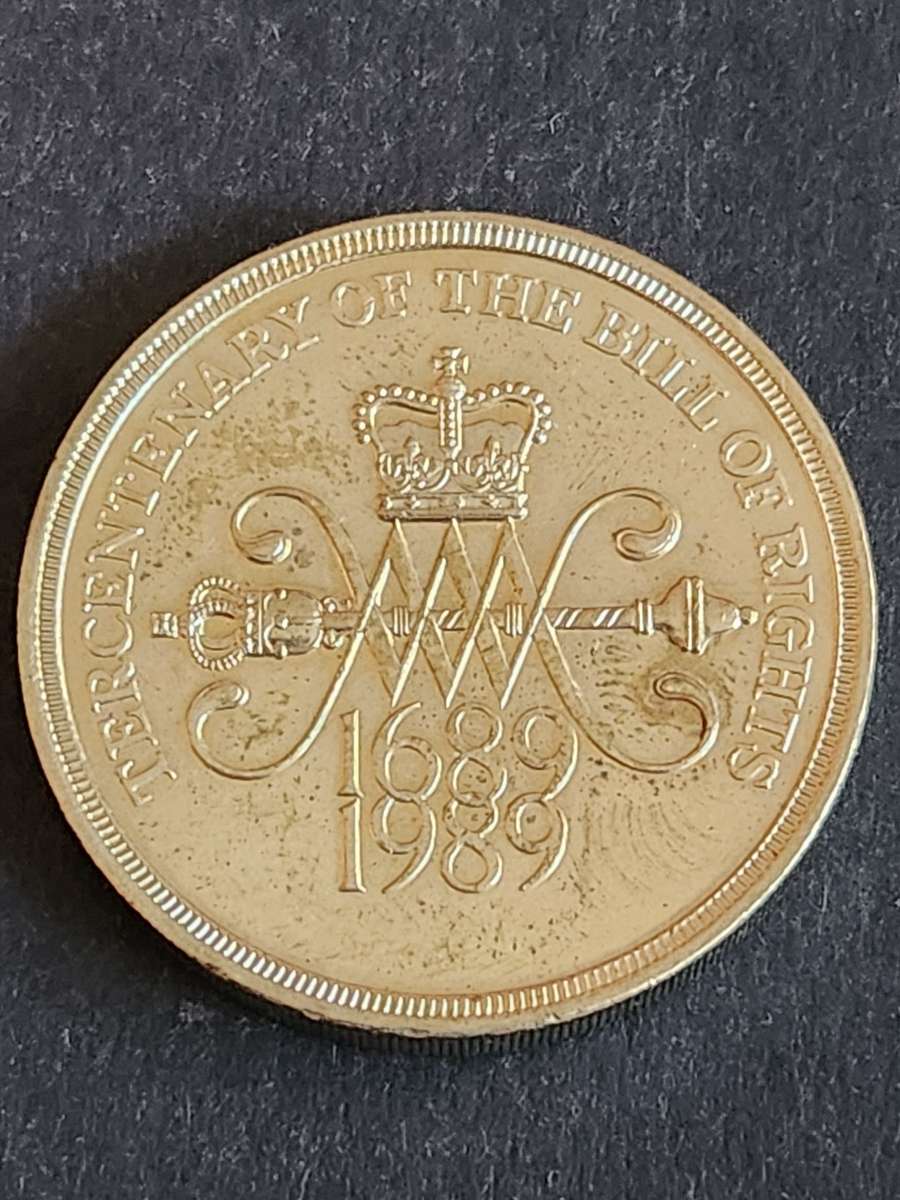 TERCENTENARY OF THE BILL OF RIGHTS
1689
1989